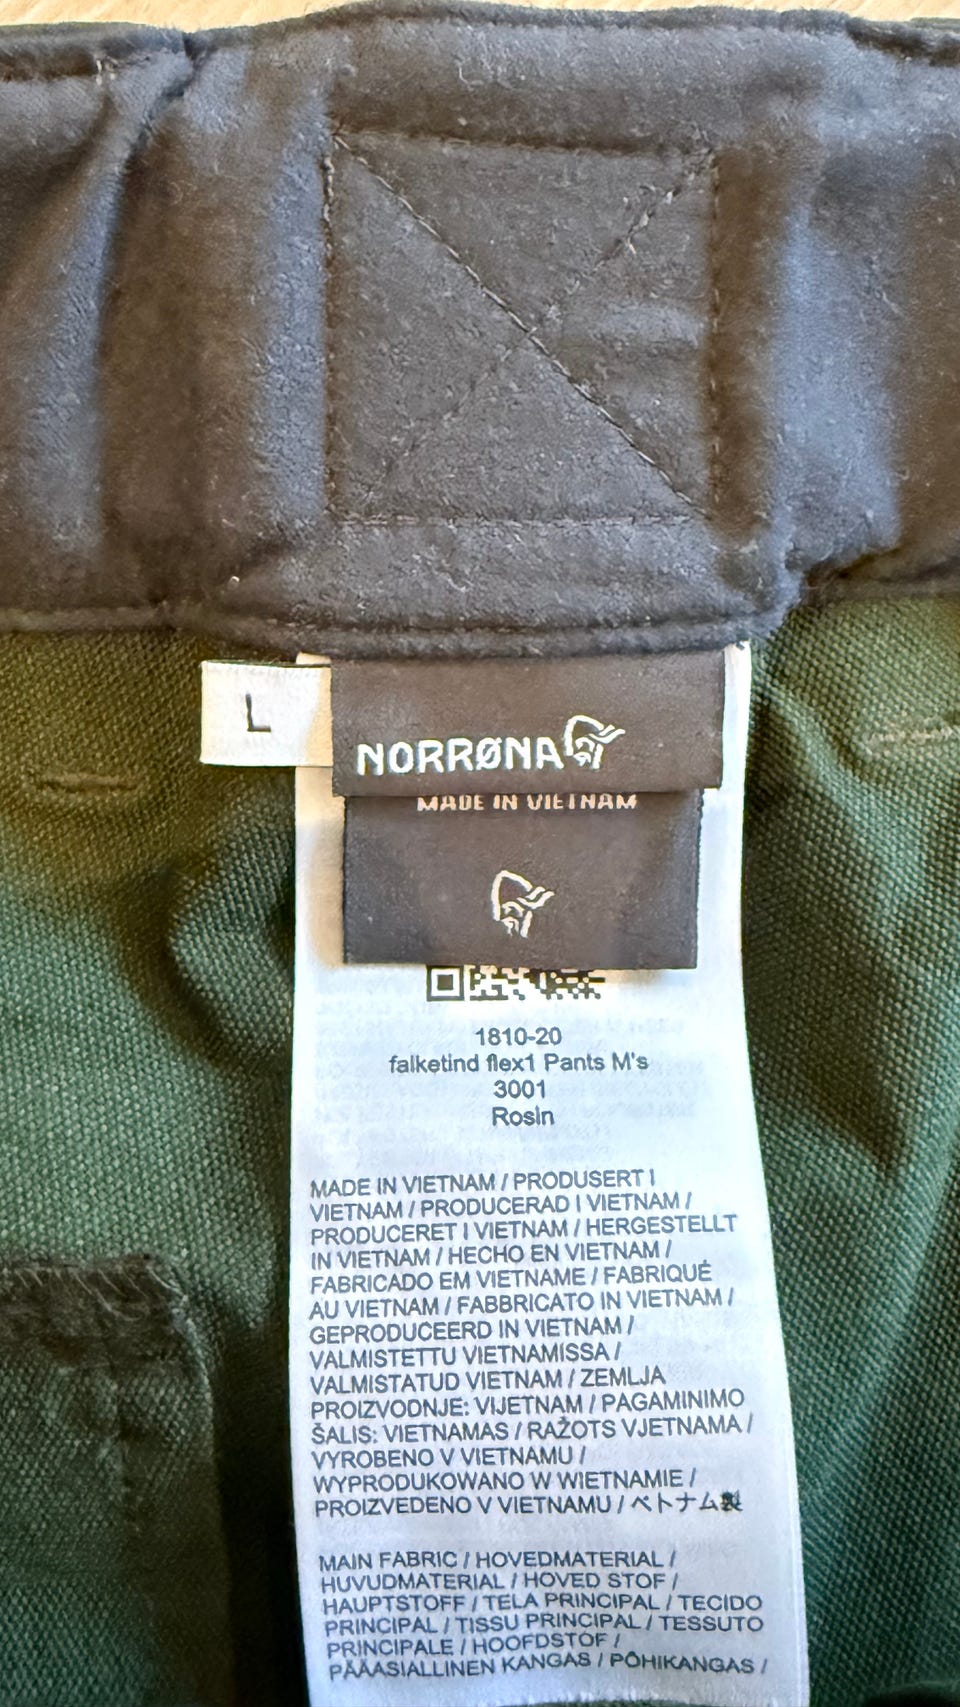 L
NORRØNA
MADE IN VIETNAM
1810-20
falketind flex1 Pants M's
3001
Rosin
MADE IN VIETNAM / PRODUSERT I
VIETNAM / PRODUCERAD I VIETNAM /
PRODUCERET I VIETNAM / HERGESTELLT
IN VIETNAM / HECHO EN VIETNAM /
FABRICADO EM VIETNAME / FABRIQUÉ
AU VIETNAM / FABBRICATO IN VIETNAM /
GEPRODUCEERD IN VIETNAM /
VALMISTETTU VIETNAMISSA /
VALMISTATUD VIETNAM / ZEMLJA
PROIZVODNJE: VIJETNAM / PAGAMINIMO
ŠALIS: VIETNAMAS / RAŽOTS VJETNAMA /
VYROBENO V VIETNAMU /
WYPRODUKOWANO W WIETNAMIE /
PROIZVEDENO V VIETNAMU / ベトナム製
MAIN FABRIC / HOVEDMATERIAL /
HUVUDMATERIAL / HOVED STOF /
HAUPTSTOFF / TELA PRINCIPAL / TECIDO
PRINCIPAL / TISSU PRINCIPAL / TESSUTO
PRINCIPALE / HOOFDSTOF /
PÄÄASIALLINEN KANGAS / PÕHIKANGAS /